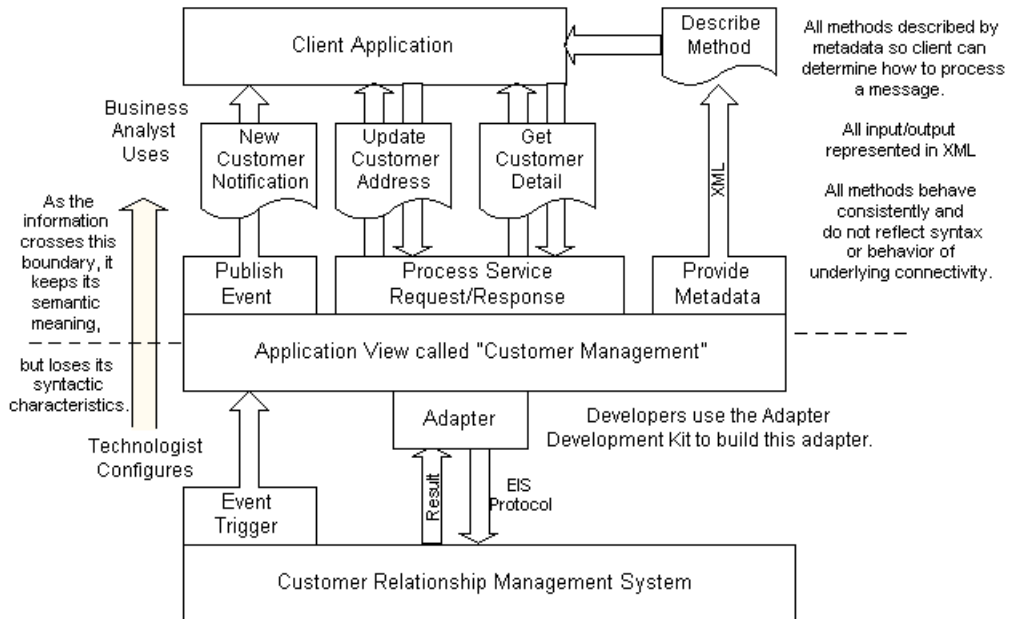 Client Application
Describe
Method
All methods described by
metadata so client can
determine how to process
a message.
All input/output
represented in XML
All methods behave
consistently and
do not reflect syntax
or behavior of
underlying connectivity.
Business
Analyst
Uses
New
Customer
Notification
Update
Customer
Address
Get
Customer
Detail
XML
As the
information
crosses this
boundary, it
keeps its
semantic
meaning,
but loses its
syntactic
characteristics.
Publish
Event
Process Service
Request/Response
Provide
Metadata
Application View called "Customer Management"
Adapter
Developers use the Adapter
Development Kit to build this adapter.
Technologist
Configures
Event
Trigger
Result
EIS
Protocol
Customer Relationship Management System